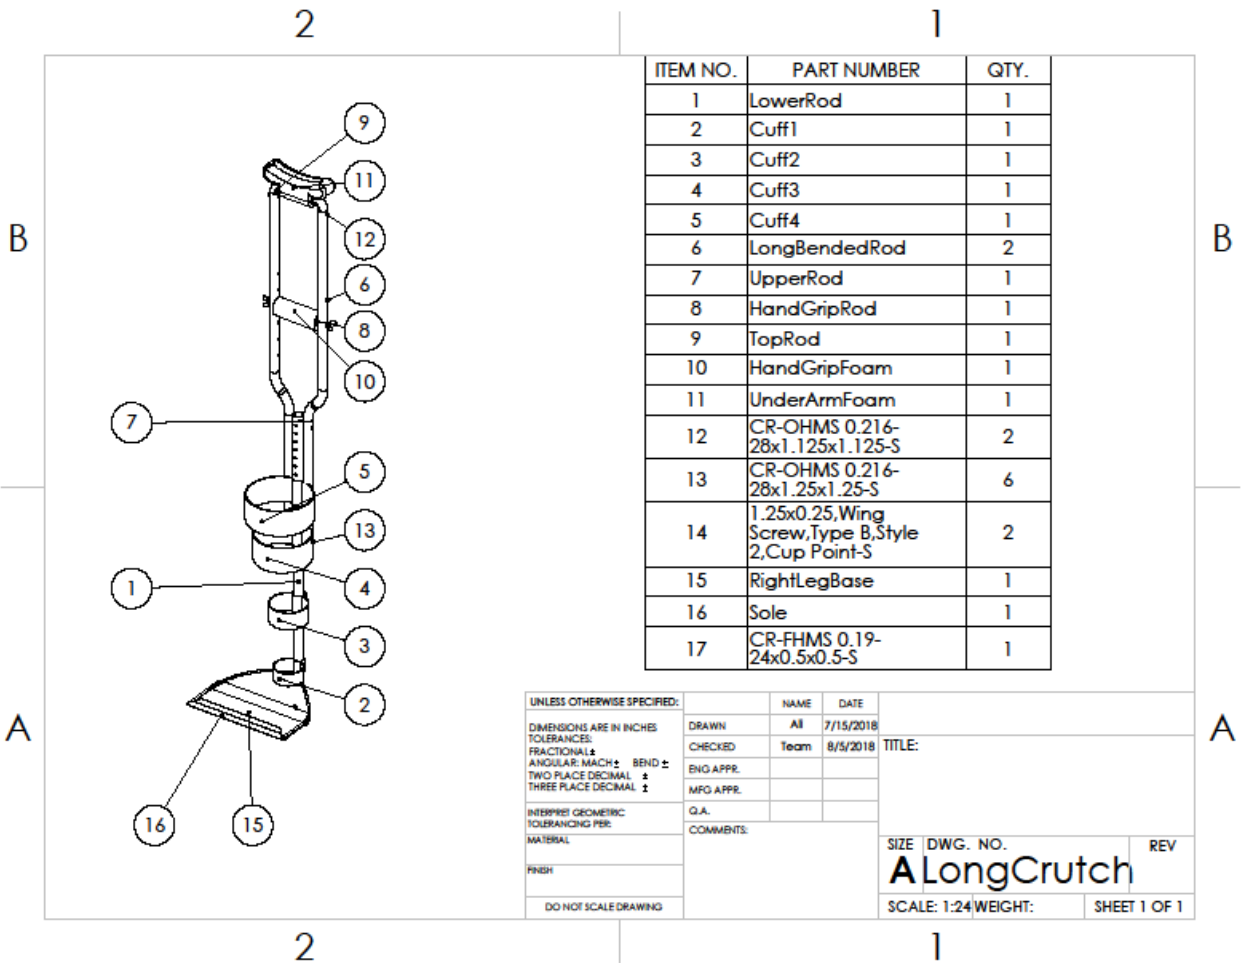 2 1
ITEM NO. PART NUMBER QTY.
1 LowerRod 1
2 Cuff1 1
3 Cuff2 1
4 Cuff3 1
5 Cuff4 1
6 LongBendedRod 2
7 UpperRod 1
8 HandGripRod 1
9 TopRod 1
10 HandGripFoam 1
11 UnderArmFoam 1
12 CR-OHMS 0.216-
28x1.125x1.125-S 2
13 CR-OHMS 0.216-
28x1.25x1.25-S 6
14 1.25x0.25,Wing
Screw,Type B,Style 2
2,Cup Point-S
15 RightLegBase 1
16 Sole 1
17 CR-FHMS 0.19-
24x0.5x0.5-S 1
B B
9
11
12
6
8
10
7
5
13
1 4
3
2
16 15
A A
UNLESS OTHERWISE SPECIFIED:
DIMENSIONS ARE IN INCHES
TOLERANCES:
FRACTIONAL±
ANGULAR: MACH± BEND ±
TWO PLACE DECIMAL ±
THREE PLACE DECIMAL ±
INTERPRET GEOMETRIC
TOLERANCING PER:
MATERIAL
FINISH
DO NOT SCALE DRAWING
NAME DATE
DRAWN Ali 7/15/2018
CHECKED Team 8/5/2018
ENG APPR.
MFG APPR.
Q.A.
COMMENTS:
TITLE:
SIZE DWG. NO. REV
A LongCrutch
SCALE: 1:24 WEIGHT: SHEET 1 OF 1
2 1